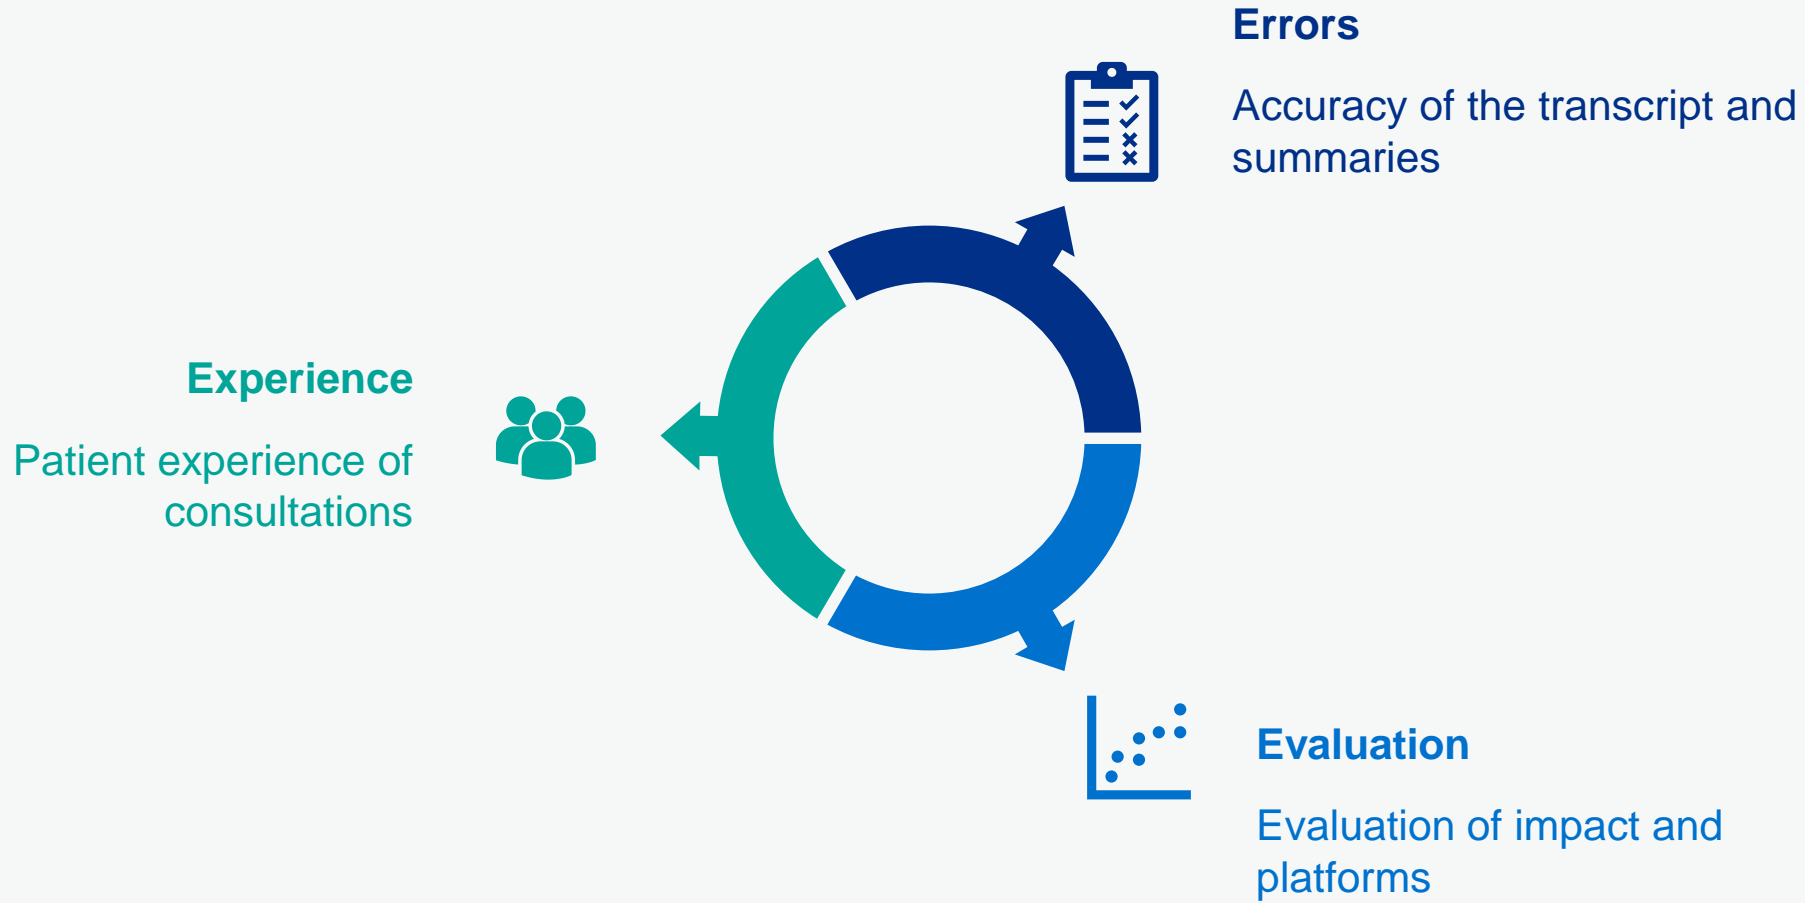 Errors
Accuracy of the transcript and
summaries
Experience
Patient experience of
consultations
Evaluation
Evaluation of impact and
platforms